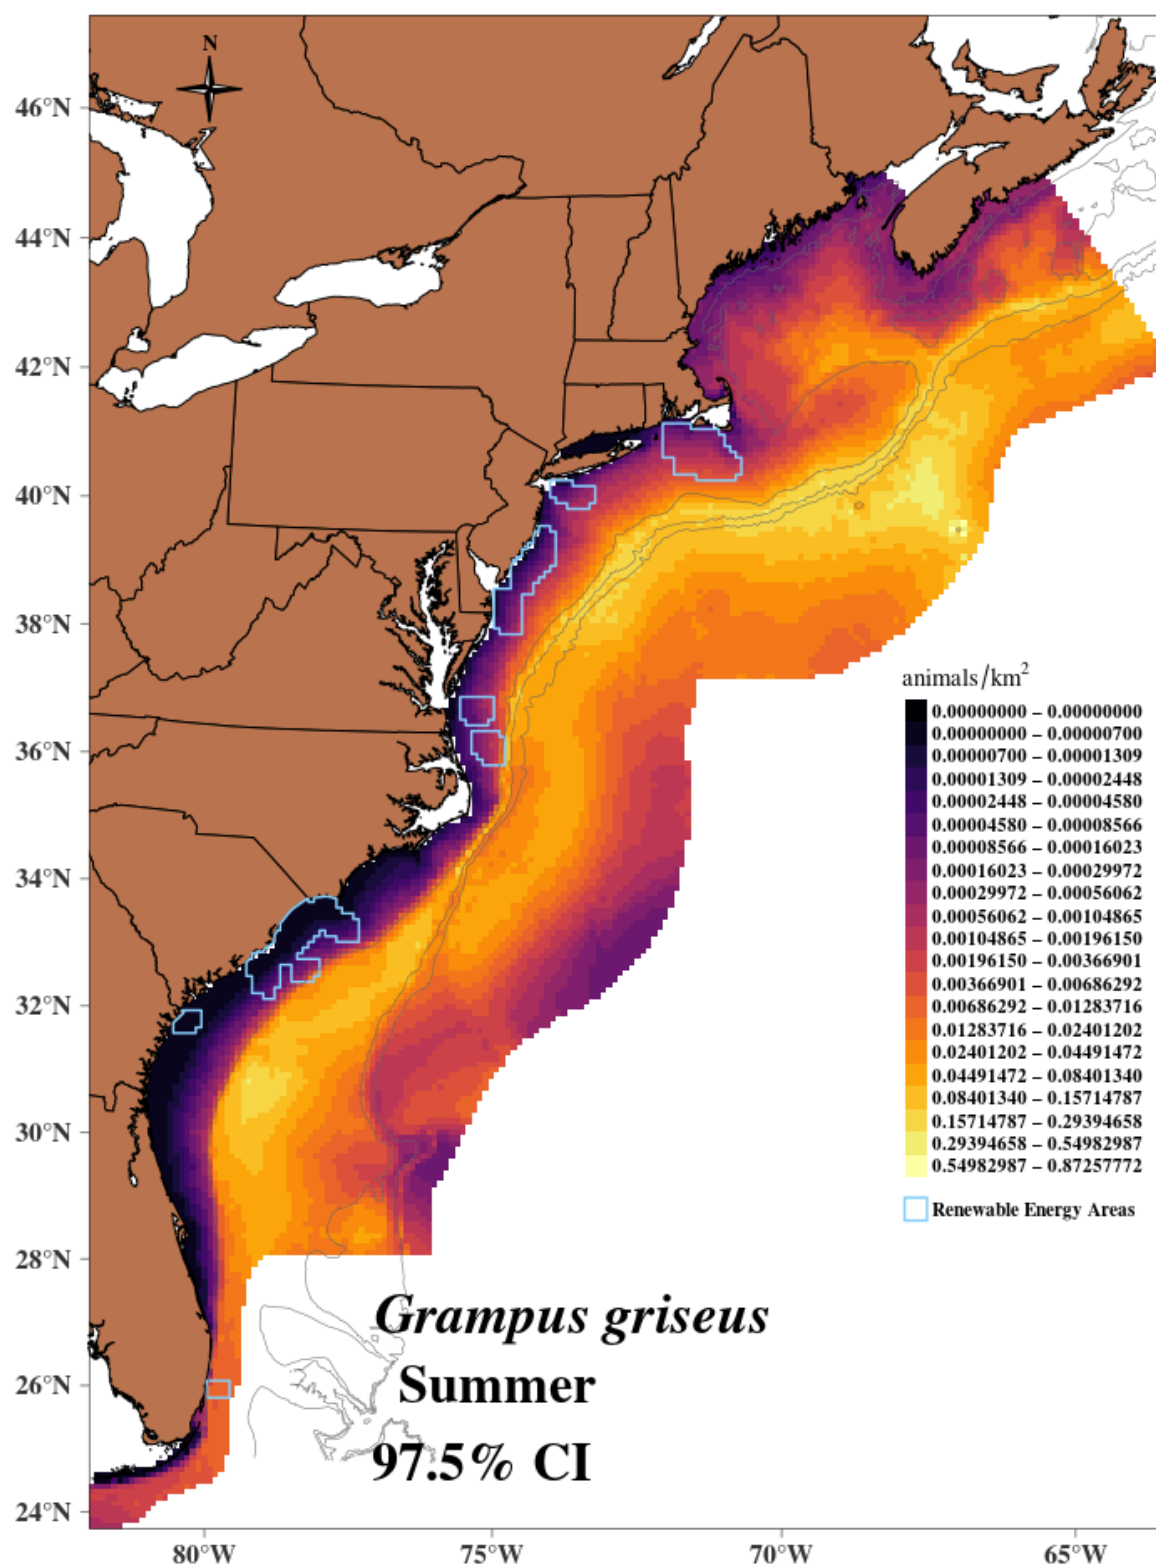 N
46°N
44°N
42°N
40°N
38°N
36°N
34°N
32°N
30°N
28°N
26°N
24°N
80°W
75°W
70°W
65°W
animals/km²
0.00000000 – 0.00000000
0.00000000 – 0.00000700
0.00000700 – 0.00001309
0.00001309 – 0.00002448
0.00002448 – 0.00004580
0.00004580 – 0.00008566
0.00008566 – 0.00016023
0.00016023 – 0.00029972
0.00029972 – 0.00056062
0.00056062 – 0.00104865
0.00104865 – 0.00196150
0.00196150 – 0.00366901
0.00366901 – 0.00686292
0.00686292 – 0.01283716
0.01283716 – 0.02401202
0.02401202 – 0.04491472
0.04491472 – 0.08401340
0.08401340 – 0.15714787
0.15714787 – 0.29394658
0.29394658 – 0.54982987
0.54982987 – 0.87257772
Renewable Energy Areas
Grampus griseus
Summer
97.5% CI